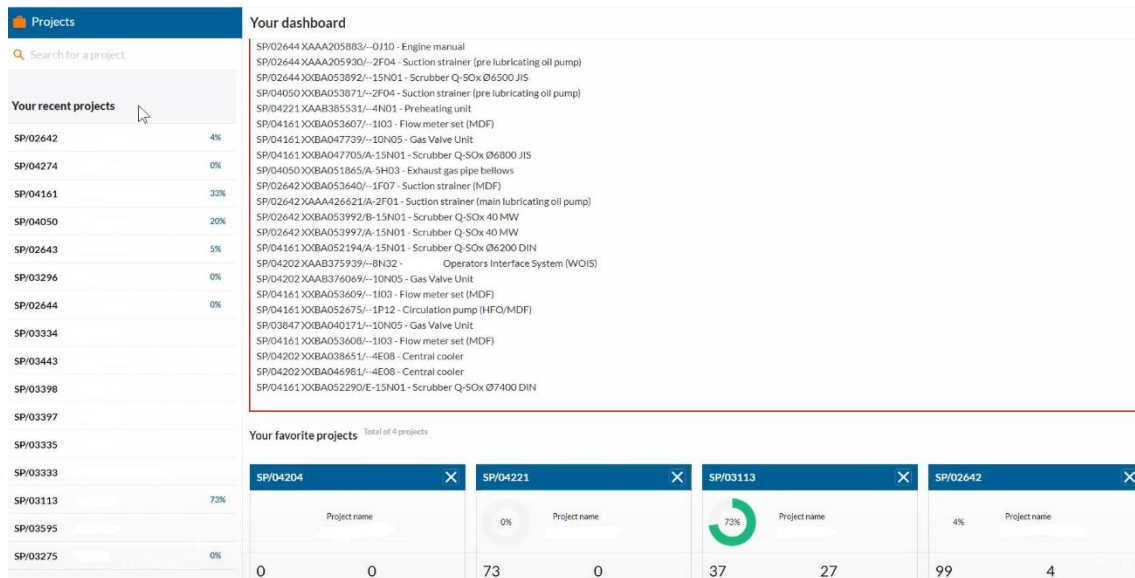 Projects
Search for a project
Your recent projects
SP/02642 4%
SP/04274 0%
SP/04161 33%
SP/04050 20%
SP/02643 5%
SP/03296 0%
SP/02644 0%
SP/03334
SP/03443
SP/03398
SP/03397
SP/03335
SP/03333
SP/03113 73%
SP/03595
SP/03275 0%
Your dashboard
SP/02644 XAAA205883/--0J10 - Engine manual
SP/02644 XAAA205930/--2F04 - Suction strainer (pre lubricating oil pump)
SP/02644 XXBA053892/--15N01 - Scrubber Q-SOx Ø6500 JIS
SP/04050 XXBA053871/--2F04 - Suction strainer (pre lubricating oil pump)
SP/04221 XAAB385531/--4N01 - Preheating unit
SP/04161 XXBA053607/--1I03 - Flow meter set (MDF)
SP/04161 XXBA047739/--10N05 - Gas Valve Unit
SP/04161 XXBA047705/A-15N01 - Scrubber Q-SOx Ø6800 JIS
SP/04050 XXBA051865/A-5H03 - Exhaust gas pipe bellows
SP/02642 XXBA053640/--1F07 - Suction strainer (MDF)
SP/02642 XAAA426621/A-2F01 - Suction strainer (main lubricating oil pump)
SP/02642 XXBA053992/B-15N01 - Scrubber Q-SOx 40 MW
SP/02642 XXBA053997/A-15N01 - Scrubber Q-SOx 40 MW
SP/04161 XXBA052194/A-15N01 - Scrubber Q-SOx Ø6200 DIN
SP/04202 XAAB375939/--8N32 - Operators Interface System (WOIS)
SP/04202 XAAB376069/--10N05 - Gas Valve Unit
SP/04161 XXBA053609/--1I03 - Flow meter set (MDF)
SP/04161 XXBA052675/--1P12 - Circulation pump (HFO/MDF)
SP/03847 XXBA040171/--10N05 - Gas Valve Unit
SP/04161 XXBA053608/--1I03 - Flow meter set (MDF)
SP/04202 XXBA038651/--4E08 - Central cooler
SP/04202 XXBA046981/--4E08 - Central cooler
SP/04161 XXBA052290/E-15N01 - Scrubber Q-SOx Ø7400 DIN
Your favorite projects Total of 4 projects
SP/04204
Project name
0 0
SP/04221
0% Project name
73 0
SP/03113
73% Project name
37 27
SP/02642
4% Project name
99 4